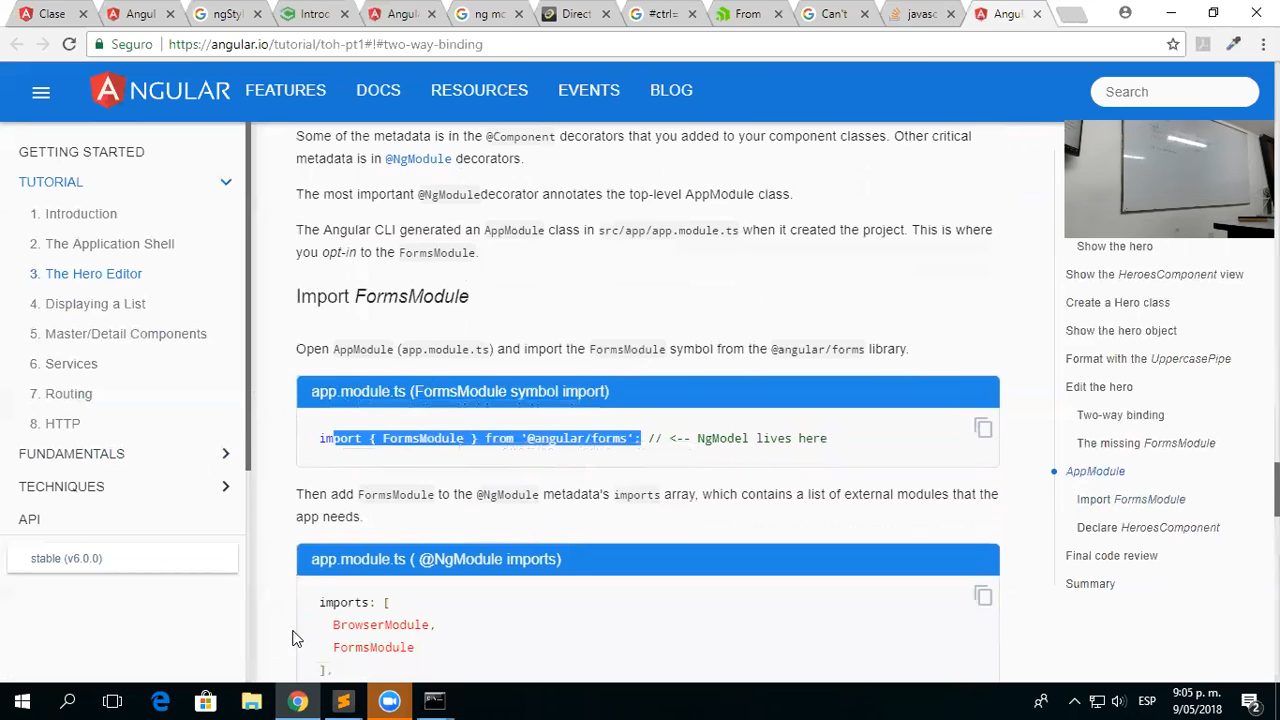 Clase
Angul
ngStyl
Introc
Angul
ng mo
Direct
#ctrl=
From
Can't
javasc
Angul
Seguro
https://angular.io/tutorial/toh-pt1#!#two-way-binding
ANGULAR
FEATURES
DOCS
RESOURCES
EVENTS
BLOG
Search
GETTING STARTED
TUTORIAL
1. Introduction
2. The Application Shell
3. The Hero Editor
4. Displaying a List
5. Master/Detail Components
6. Services
7. Routing
8. HTTP
FUNDAMENTALS
TECHNIQUES
API
stable (v6.0.0)
Some of the metadata is in the @Component decorators that you added to your component classes. Other critical
metadata is in @NgModule decorators.
The most important @NgModuledecorator annotates the top-level AppModule class.
The Angular CLI generated an AppModule class in src/app/app.module.ts when it created the project. This is where
you opt-in to the FormsModule.
Import FormsModule
Open AppModule (app.module.ts) and import the FormsModule symbol from the @angular/forms library.
app.module.ts (FormsModule symbol import)
import { FormsModule } from '@angular/forms'; // <-- NgModel lives here
Then add FormsModule to the @NgModule metadata's imports array, which contains a list of external modules that the
app needs.
app.module.ts ( @NgModule imports)
imports: [
BrowserModule,
FormsModule
],
Show the hero
Show the HeroesComponent view
Create a Hero class
Show the hero object
Format with the UppercasePipe
Edit the hero
Two-way binding
The missing FormsModule
AppModule
Import FormsModule
Declare HeroesComponent
Final code review
Summary
ESP
9:05 p. m.
9/05/2018
2